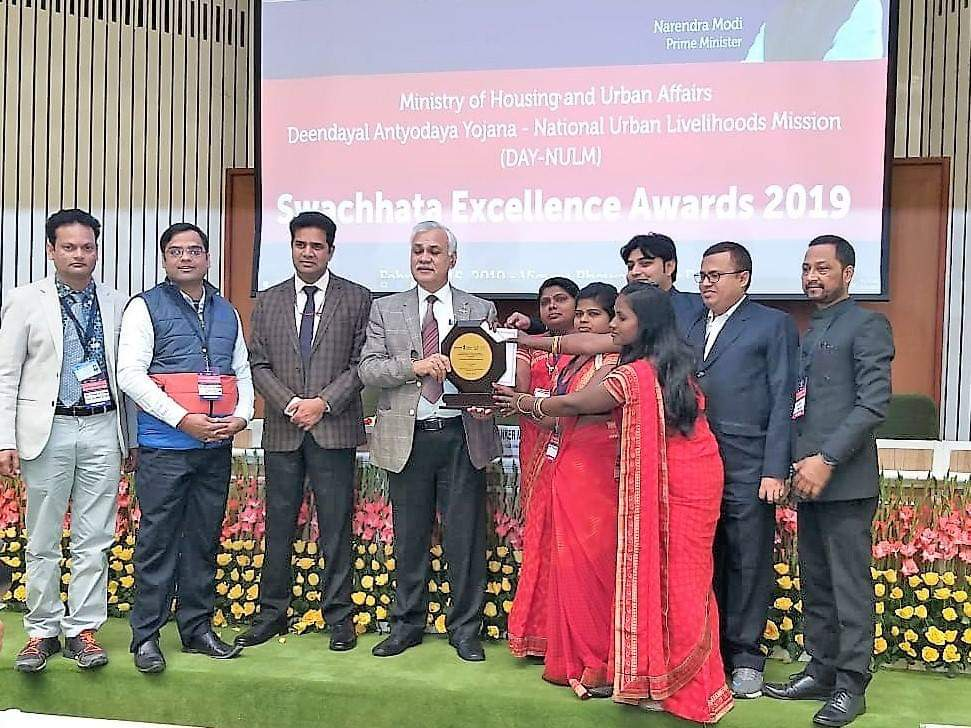 Narendra Modi
Prime Minister
Ministry of Housing and Urban Affairs
Deendayal Antyodaya Yojana - National Urban Livelihoods Mission
(DAY-NULM)
Swachhata Excellence Awards 2019
2019